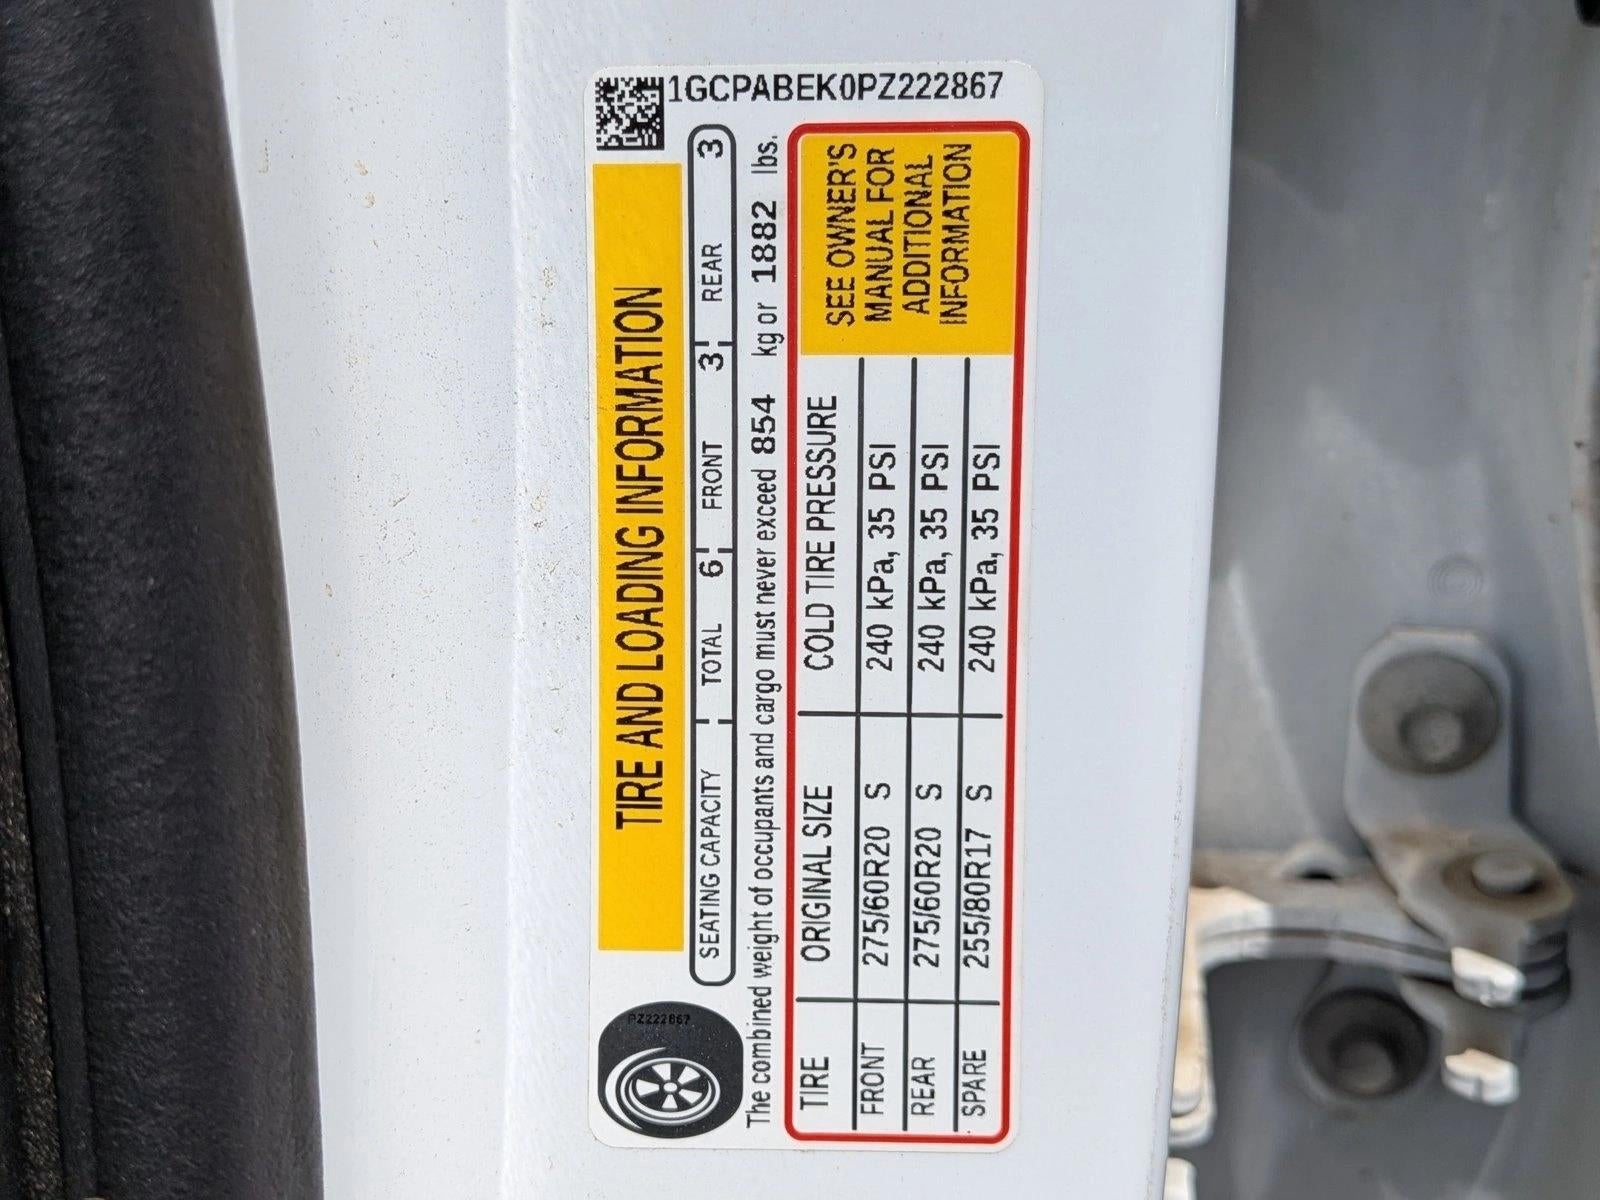 1GCPABEK0PZ222867
TIRE AND LOADING INFORMATION
SEATING CAPACITY TOTAL 6 FRONT 3 REAR 3
The combined weight of occupants and cargo must never exceed 854 kg or 1882 lbs.
TIRE ORIGINAL SIZE COLD TIRE PRESSURE
FRONT 275/60R20 S 240 kPa, 35 PSI
REAR 275/60R20 S 240 kPa, 35 PSI
SPARE 255/80R17 S 240 kPa, 35 PSI
SEE OWNER'S
MANUAL FOR
ADDITIONAL
INFORMATION
PZ222867